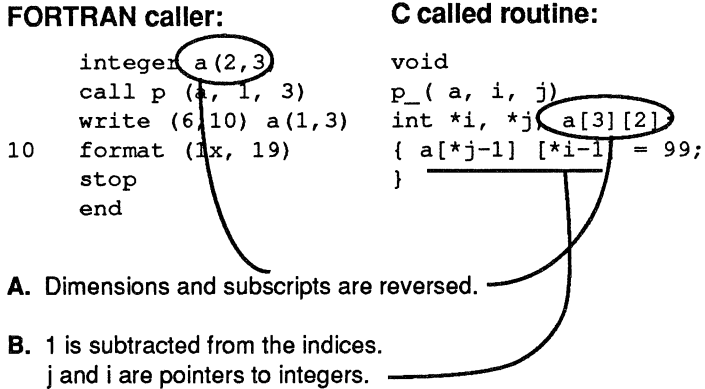 FORTRAN caller:
integer a(2,3)
call p (a, 1, 3)
write (6,10) a(1,3)
10 format (1x, 19)
stop
end
C called routine:
void
p_( a, i, j)
int *i, *j, a[3][2];
{ a[*j-1] [*i-1] = 99;
}
A. Dimensions and subscripts are reversed.
B. 1 is subtracted from the indices.
j and i are pointers to integers.